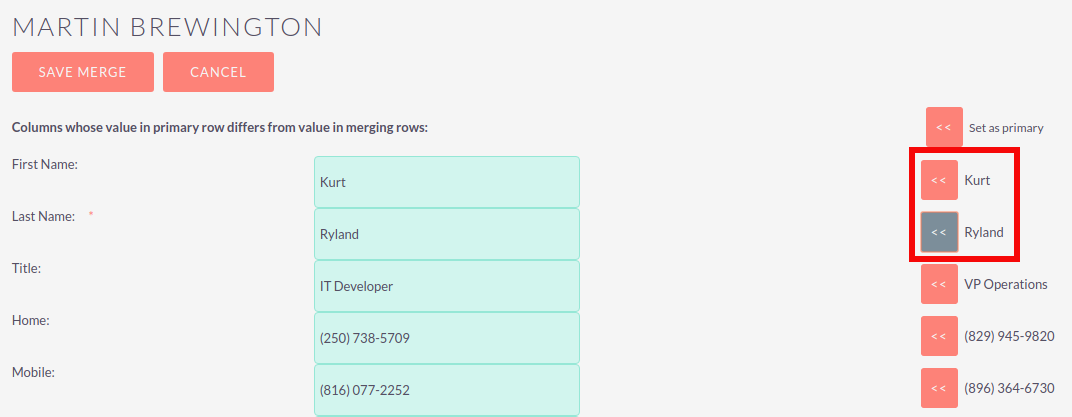 MARTIN BREWINGTON
SAVE MERGE CANCEL
Columns whose value in primary row differs from value in merging rows: << Set as primary
First Name: Kurt << Kurt
Last Name: * Ryland << Ryland
Title: IT Developer << VP Operations
Home: (250) 738-5709 << (829) 945-9820
Mobile: (816) 077-2252 << (896) 364-6730